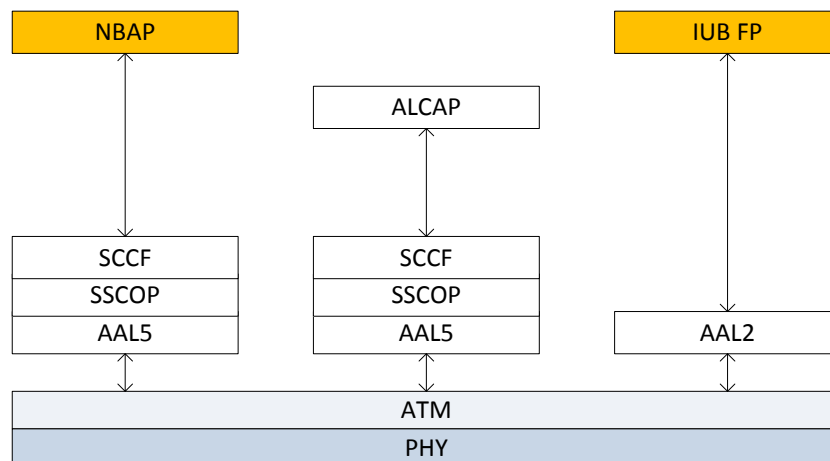 NBAP
IUB FP
ALCAP
SCCF
SCCF
SSCOP
SSCOP
AAL5
AAL5
AAL2
ATM
PHY